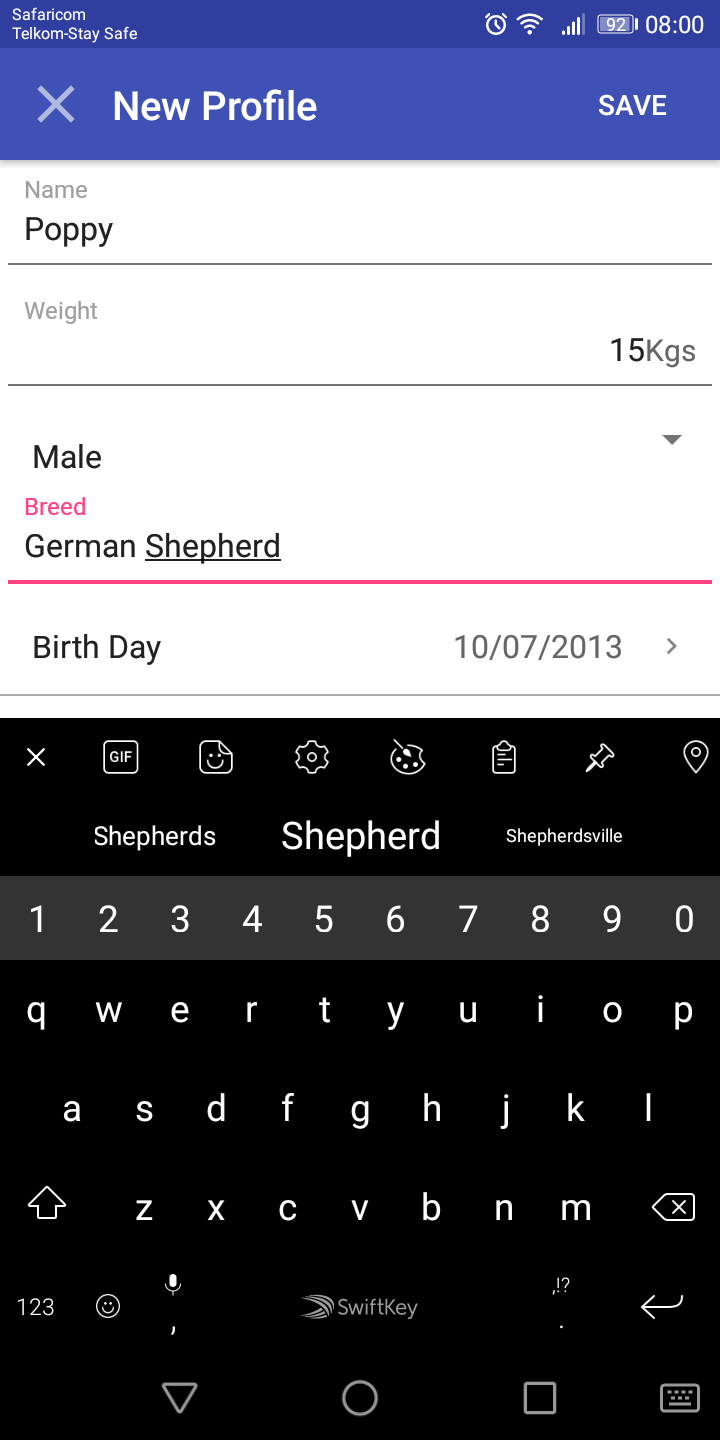 Safaricom
Telkom-Stay Safe
92 08:00
New Profile SAVE
Name
Poppy
Weight
15Kgs
Male
Breed
German Shepherd
Birth Day 10/07/2013
GIF
Shepherds Shepherd Shepherdsville
1 2 3 4 5 6 7 8 9 0
q w e r t y u i o p
a s d f g h j k l
z x c v b n m
,!?
123 , SwiftKey .